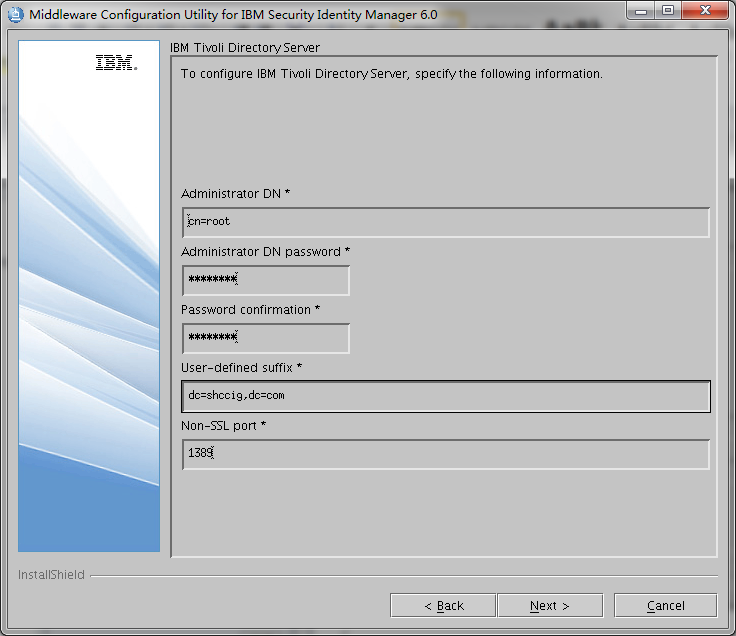 Middleware Configuration Utility for IBM Security Identity Manager 6.0
IBM.
IBM Tivoli Directory Server
To configure IBM Tivoli Directory Server, specify the following information.
Administrator DN *
cn=root
Administrator DN password *
********
Password confirmation *
********
User-defined suffix *
dc=shccig,dc=com
Non-SSL port *
1389
InstallShield
< Back
Next >
Cancel